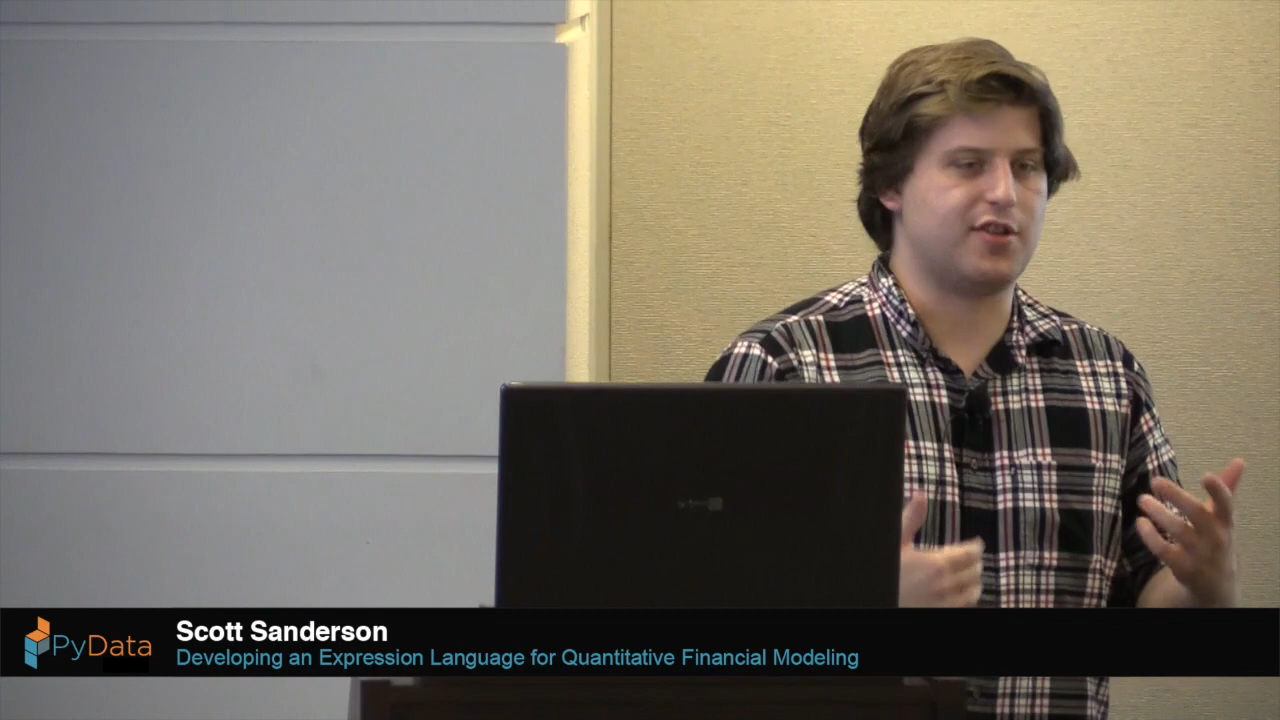 PyData
Scott Sanderson
Developing an Expression Language for Quantitative Financial Modeling